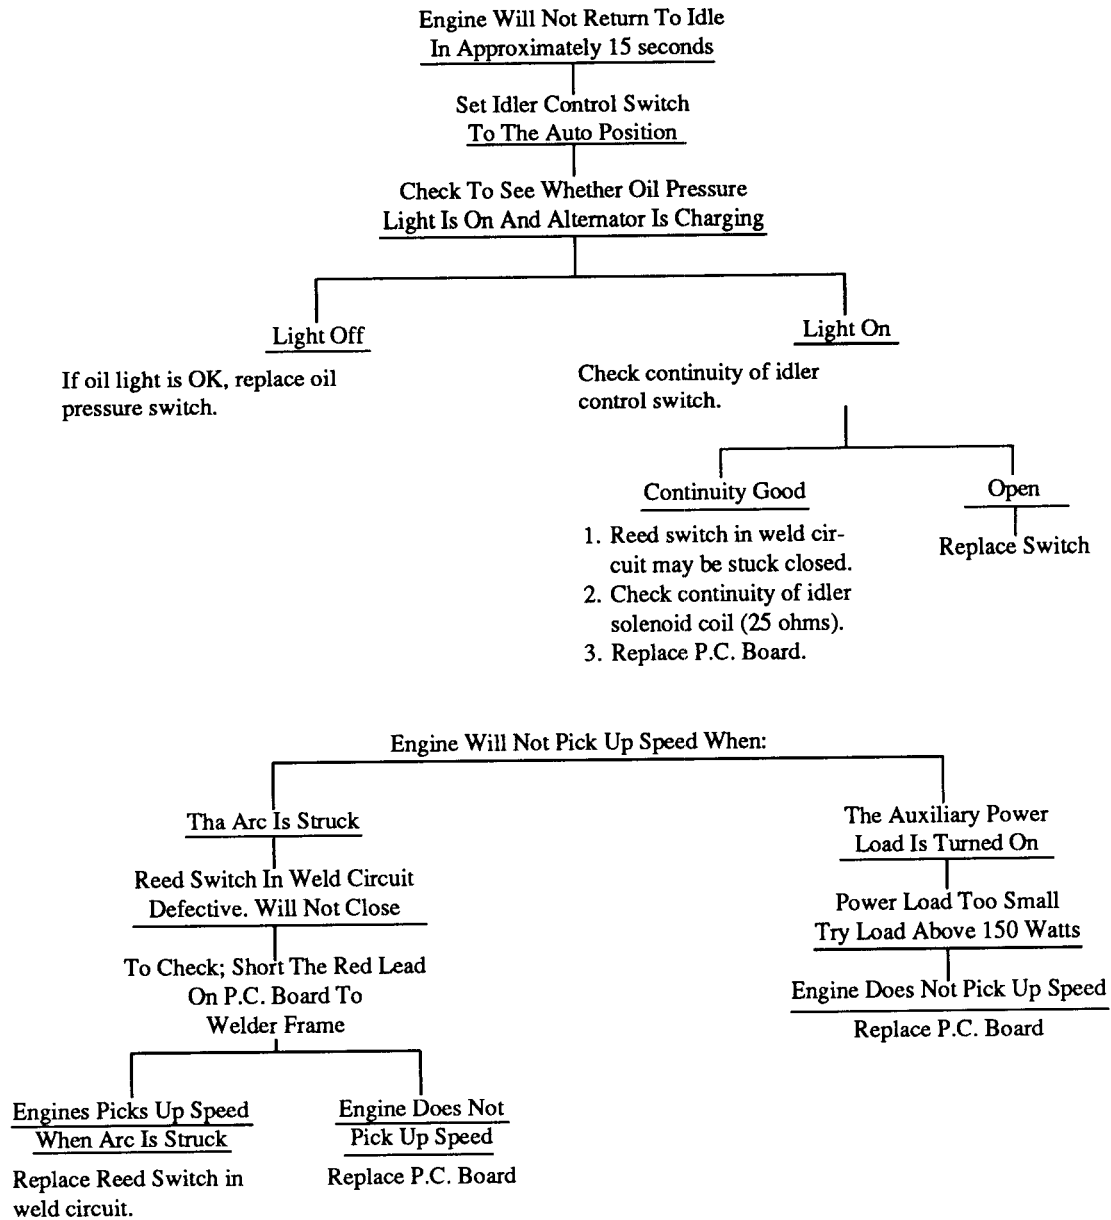 Engine Will Not Return To Idle
In Approximately 15 seconds
Set Idler Control Switch
To The Auto Position
Check To See Whether Oil Pressure
Light Is On And Alternator Is Charging
Light Off
If oil light is OK, replace oil
pressure switch.
Light On
Check continuity of idler
control switch.
Continuity Good
1. Reed switch in weld cir-
cuit may be stuck closed.
2. Check continuity of idler
solenoid coil (25 ohms).
3. Replace P.C. Board.
Open
Replace Switch
Engine Will Not Pick Up Speed When:
Tha Arc Is Struck
Reed Switch In Weld Circuit
Defective. Will Not Close
To Check; Short The Red Lead
On P.C. Board To
Welder Frame
Engines Picks Up Speed
When Arc Is Struck
Replace Reed Switch in
weld circuit.
Engine Does Not
Pick Up Speed
Replace P.C. Board
The Auxiliary Power
Load Is Turned On
Power Load Too Small
Try Load Above 150 Watts
Engine Does Not Pick Up Speed
Replace P.C. Board